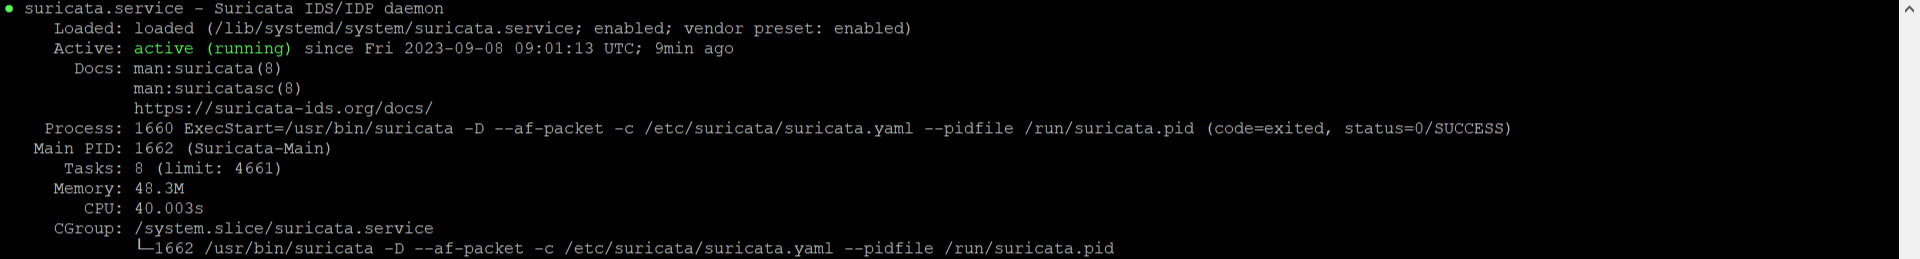 ● suricata.service - Suricata IDS/IDP daemon
Loaded: loaded (/lib/systemd/system/suricata.service; enabled; vendor preset: enabled)
Active: active (running) since Fri 2023-09-08 09:01:13 UTC; 9min ago
Docs: man:suricata(8)
man:suricatasc(8)
https://suricata-ids.org/docs/
Process: 1660 ExecStart=/usr/bin/suricata -D --af-packet -c /etc/suricata/suricata.yaml --pidfile /run/suricata.pid (code=exited, status=0/SUCCESS)
Main PID: 1662 (Suricata-Main)
Tasks: 8 (limit: 4661)
Memory: 48.3M
CPU: 40.003s
CGroup: /system.slice/suricata.service
└─1662 /usr/bin/suricata -D --af-packet -c /etc/suricata/suricata.yaml --pidfile /run/suricata.pid